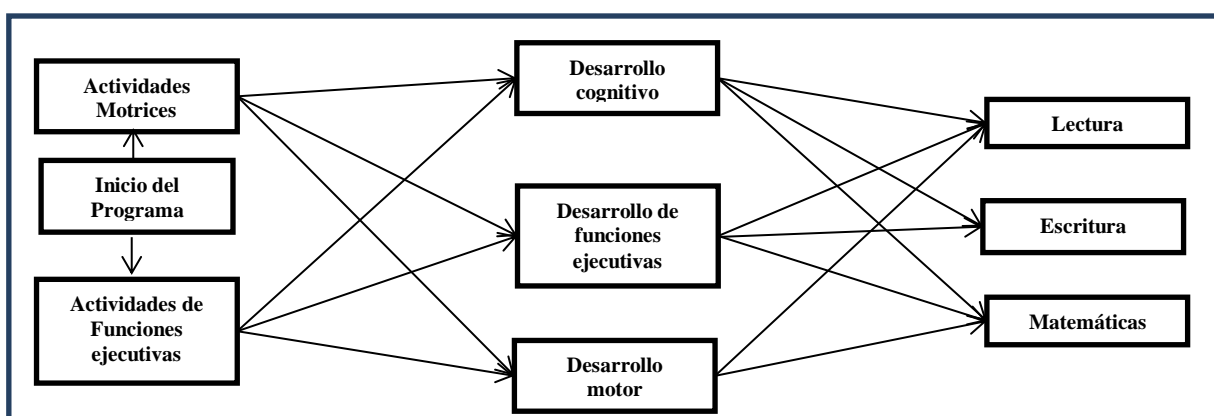 Actividades
Motrices
Inicio del
Programa
Actividades de
Funciones
ejecutivas
Desarrollo
cognitivo
Desarrollo de
funciones
ejecutivas
Desarrollo
motor
Lectura
Escritura
Matemáticas